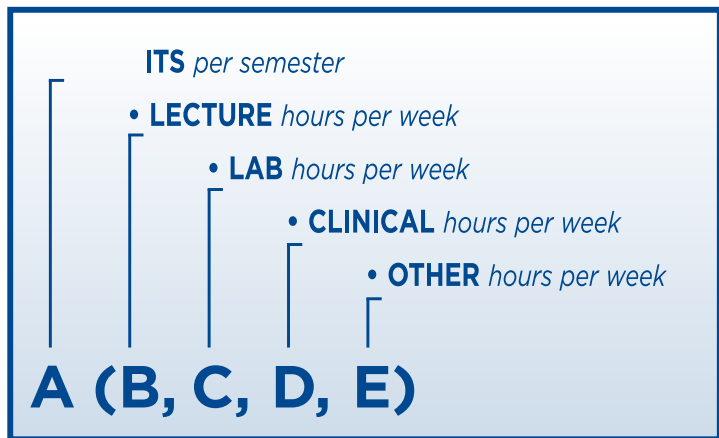 ITS per semester
• LECTURE hours per week
• LAB hours per week
• CLINICAL hours per week
• OTHER hours per week
A (B, C, D, E)